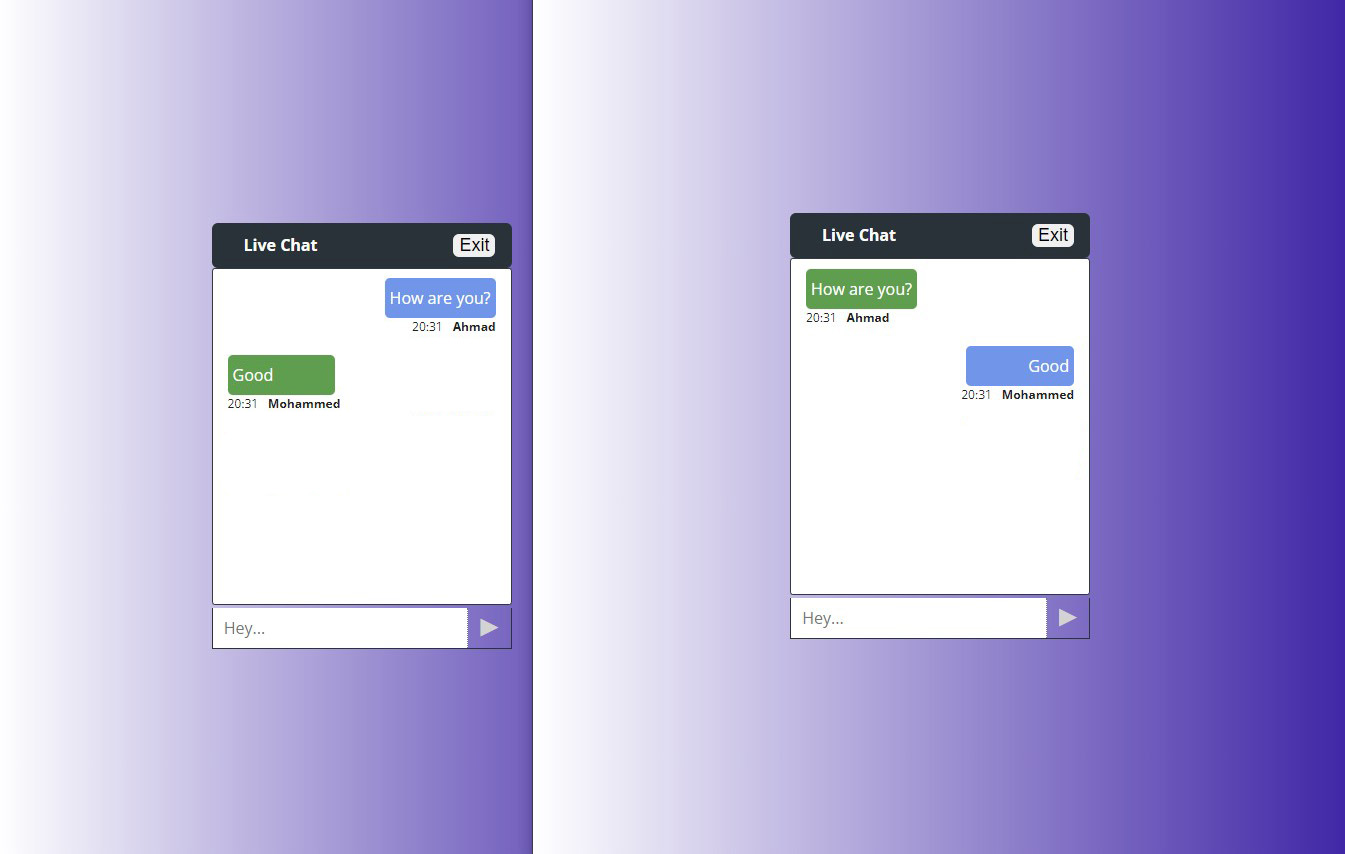 Live Chat Exit
How are you?
20:31 Ahmad
Good
20:31 Mohammed
Hey...
Live Chat Exit
How are you?
20:31 Ahmad
Good
20:31 Mohammed
Hey...